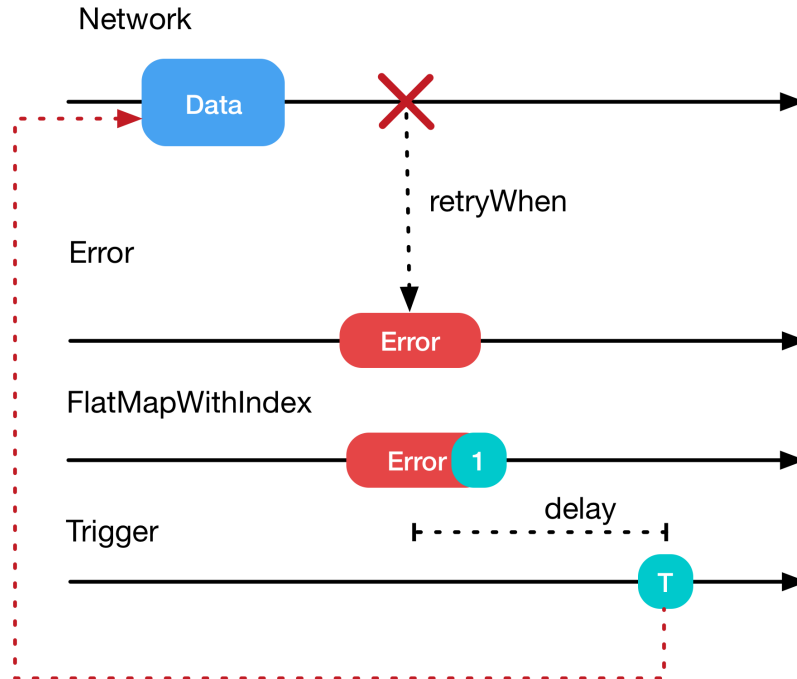 Network
Data
retryWhen
Error
Error
FlatMapWithIndex
Error 1
delay
Trigger
T